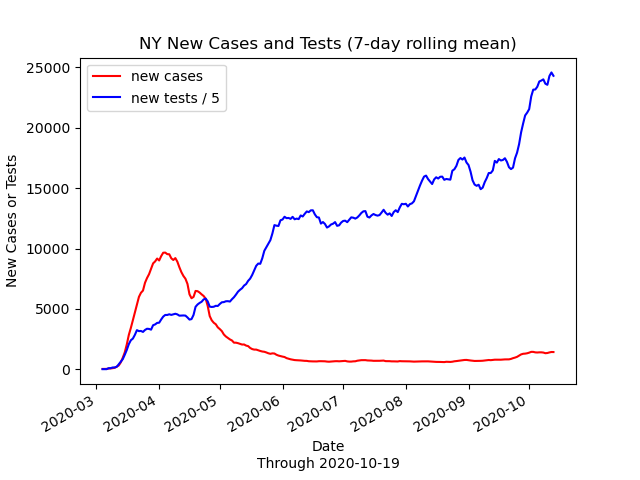 NY New Cases and Tests (7-day rolling mean)
new cases
new tests / 5
25000
20000
15000
10000
5000
0
New Cases or Tests
2020-03
2020-04
2020-05
2020-06
2020-07
2020-08
2020-09
2020-10
Date
Through 2020-10-19